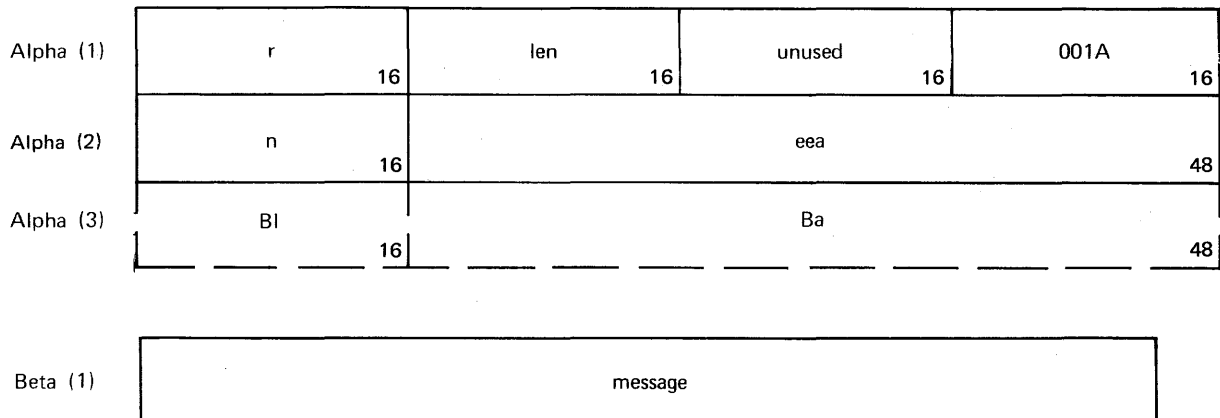 Alpha (1) r 16 len 16 unused 16 001A 16
Alpha (2) n 16 eea 48
Alpha (3) Bl 16 Ba 48
Beta (1) message